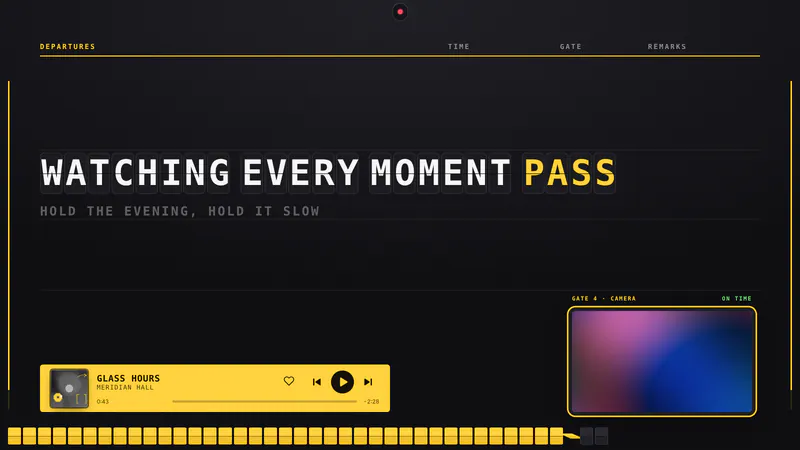 DEPARTURES TIME GATE REMARKS
WATCHING EVERY MOMENT PASS
HOLD THE EVENING, HOLD IT SLOW
GATE 4 · CAMERA ON TIME
GLASS HOURS
MERIDIAN HALL
0:43 -2:28